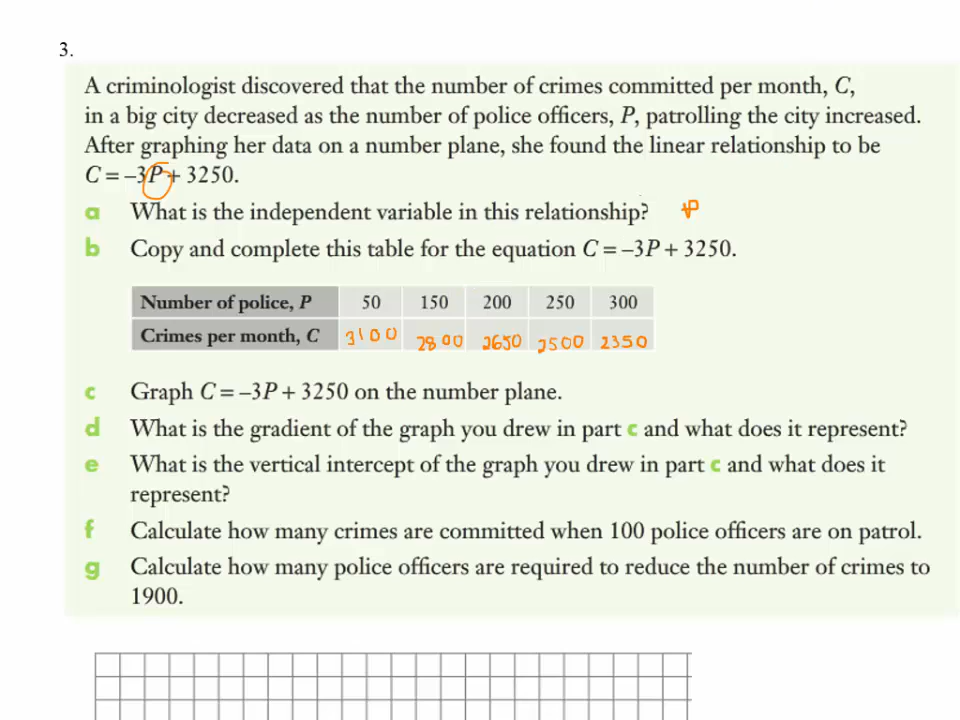 3.
A criminologist discovered that the number of crimes committed per month, C,
in a big city decreased as the number of police officers, P, patrolling the city increased.
After graphing her data on a number plane, she found the linear relationship to be
C = –3P + 3250.
a What is the independent variable in this relationship? P
b Copy and complete this table for the equation C = –3P + 3250.
Number of police, P 50 150 200 250 300
Crimes per month, C 3100 2800 2650 2500 2350
c Graph C = –3P + 3250 on the number plane.
d What is the gradient of the graph you drew in part c and what does it represent?
e What is the vertical intercept of the graph you drew in part c and what does it
represent?
f Calculate how many crimes are committed when 100 police officers are on patrol.
g Calculate how many police officers are required to reduce the number of crimes to
1900.